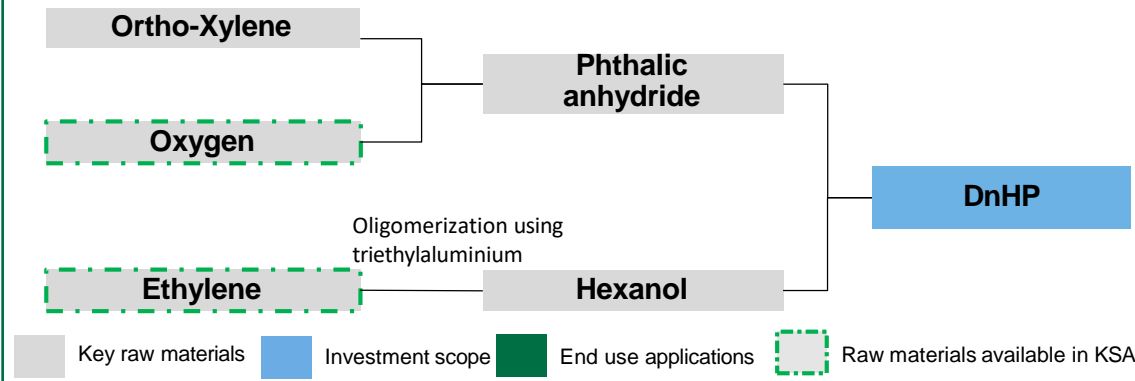 Ortho-Xylene
Phthalic
anhydride
Oxygen
DnHP
Oligomerization using
triethylaluminium
Ethylene
Hexanol
Key raw materials
Investment scope
End use applications
Raw materials available in KSA